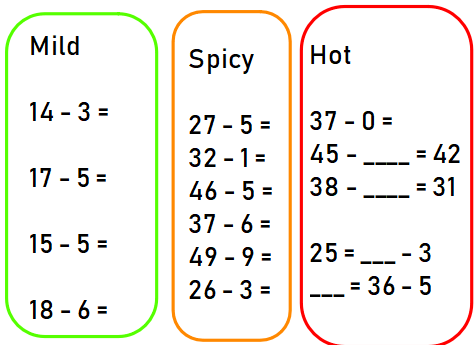 Mild
14 - 3 =
17 - 5 =
15 - 5 =
18 - 6 =
Spicy
27 - 5 =
32 - 1 =
46 - 5 =
37 - 6 =
49 - 9 =
26 - 3 =
Hot
37 - 0 =
45 - ____ = 42
38 - ____ = 31
25 = ___ - 3
___ = 36 - 5